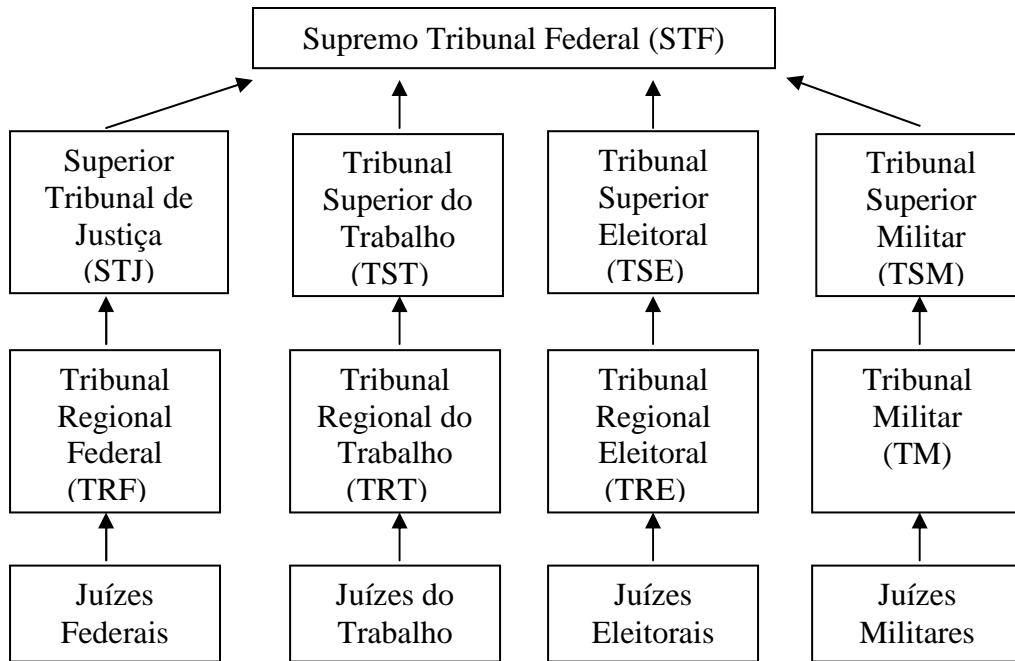 Supremo Tribunal Federal (STF)
Superior
Tribunal de
Justiça
(STJ)
Tribunal
Superior do
Trabalho
(TST)
Tribunal
Superior
Eleitoral
(TSE)
Tribunal
Superior
Militar
(TSM)
Tribunal
Regional
Federal
(TRF)
Tribunal
Regional do
Trabalho
(TRT)
Tribunal
Regional
Eleitoral
(TRE)
Tribunal
Militar
(TM)
Juízes
Federais
Juízes do
Trabalho
Juízes
Eleitorais
Juízes
Militares